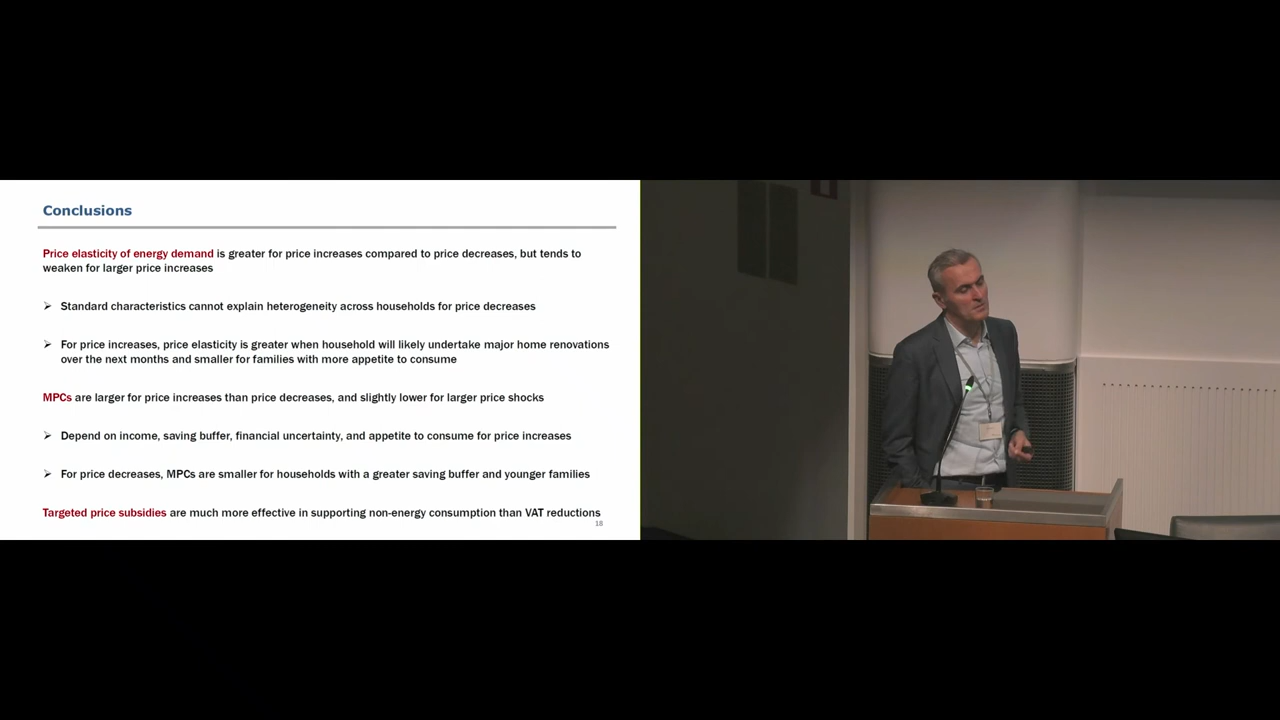 Conclusions
Price elasticity of energy demand is greater for price increases compared to price decreases, but tends to
weaken for larger price increases
➢ Standard characteristics cannot explain heterogeneity across households for price decreases
➢ For price increases, price elasticity is greater when household will likely undertake major home renovations
over the next months and smaller for families with more appetite to consume
MPCs are larger for price increases than price decreases, and slightly lower for larger price shocks
➢ Depend on income, saving buffer, financial uncertainty, and appetite to consume for price increases
➢ For price decreases, MPCs are smaller for households with a greater saving buffer and younger families
Targeted price subsidies are much more effective in supporting non-energy consumption than VAT reductions
18